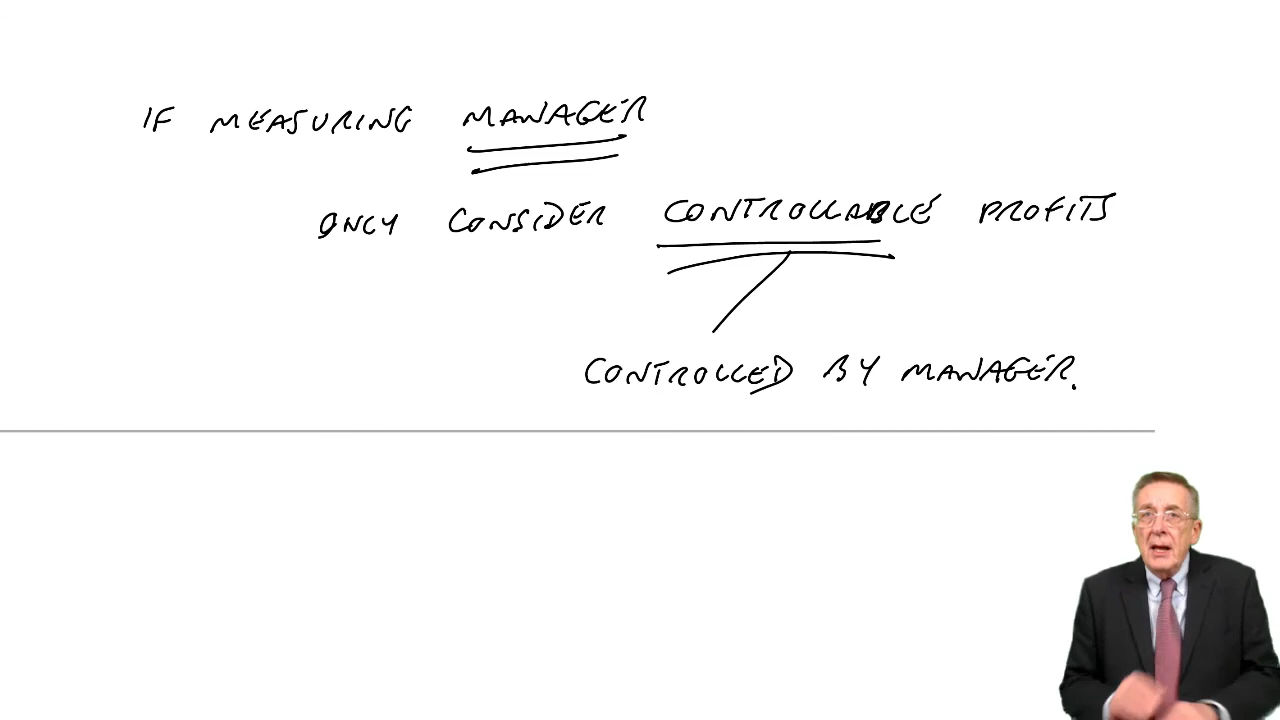 IF MEASURING MANAGER
ONLY CONSIDER CONTROLLABLE PROFITS
CONTROLLED BY MANAGER.